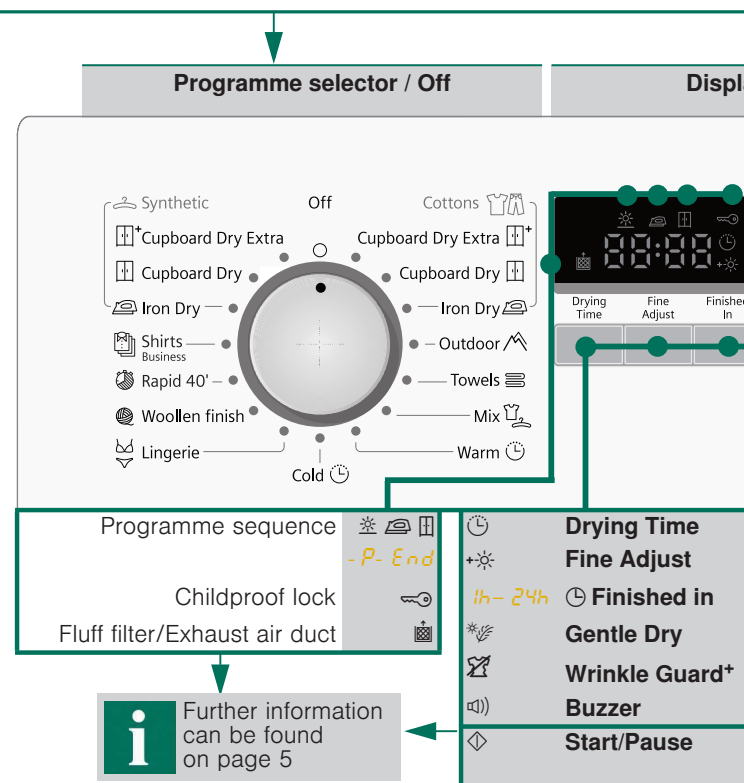 Programme selector / Off
Displ
Synthetic
Off
Cottons
+Cupboard Dry Extra
Cupboard Dry Extra +
Cupboard Dry
Cupboard Dry
Iron Dry
Iron Dry
Shirts
Business
Outdoor
Rapid 40'
Towels
Woollen finish
Mix
Lingerie
Warm
Cold
88:88
Drying Time
Fine Adjust
Finished In
Programme sequence
-P- End
Childproof lock
Fluff filter/Exhaust air duct
Drying Time
Fine Adjust
1h– 24h Finished in
Gentle Dry
Wrinkle Guard+
Buzzer
Start/Pause
i
Further information
can be found
on page 5